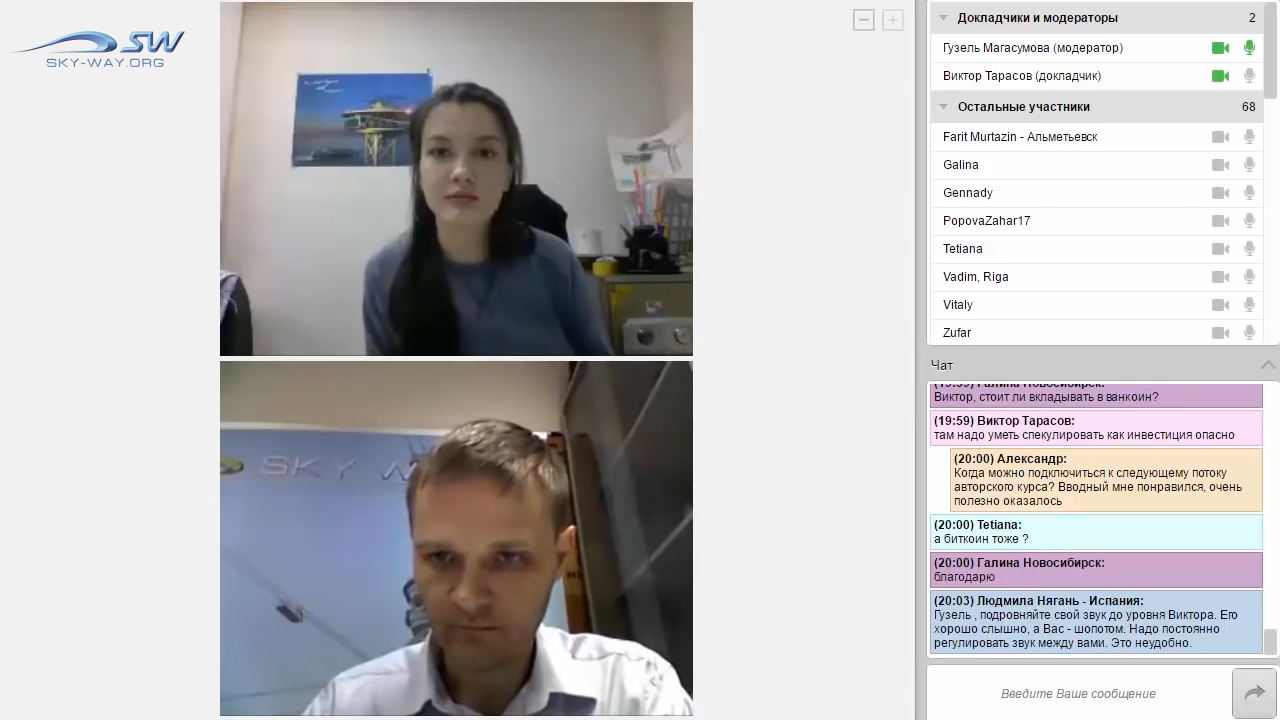 SW
SKY-WAY.ORG
SKY W
Докладчики и модераторы 2
Гузель Магасумова (модератор)
Виктор Тарасов (докладчик)
Остальные участники 68
Farit Murtazin - Альметьевск
Galina
Gennady
PopovaZahar17
Tetiana
Vadim, Riga
Vitaly
Zufar
Чат
(19:59) Галина Новосибирск:
Виктор, стоит ли вкладывать в ванкоин?
(19:59) Виктор Тарасов:
там надо уметь спекулировать как инвестиция опасно
(20:00) Александр:
Когда можно подключиться к следующему потоку
авторского курса? Вводный мне понравился, очень
полезно оказалось
(20:00) Tetiana:
а биткоин тоже ?
(20:00) Галина Новосибирск:
благодарю
(20:03) Людмила Нягань - Испания:
Гузель , подровняйте свой звук до уровня Виктора. Его
хорошо слышно, а Вас - шопотом. Надо постоянно
регулировать звук между вами. Это неудобно.
Введите Ваше сообщение